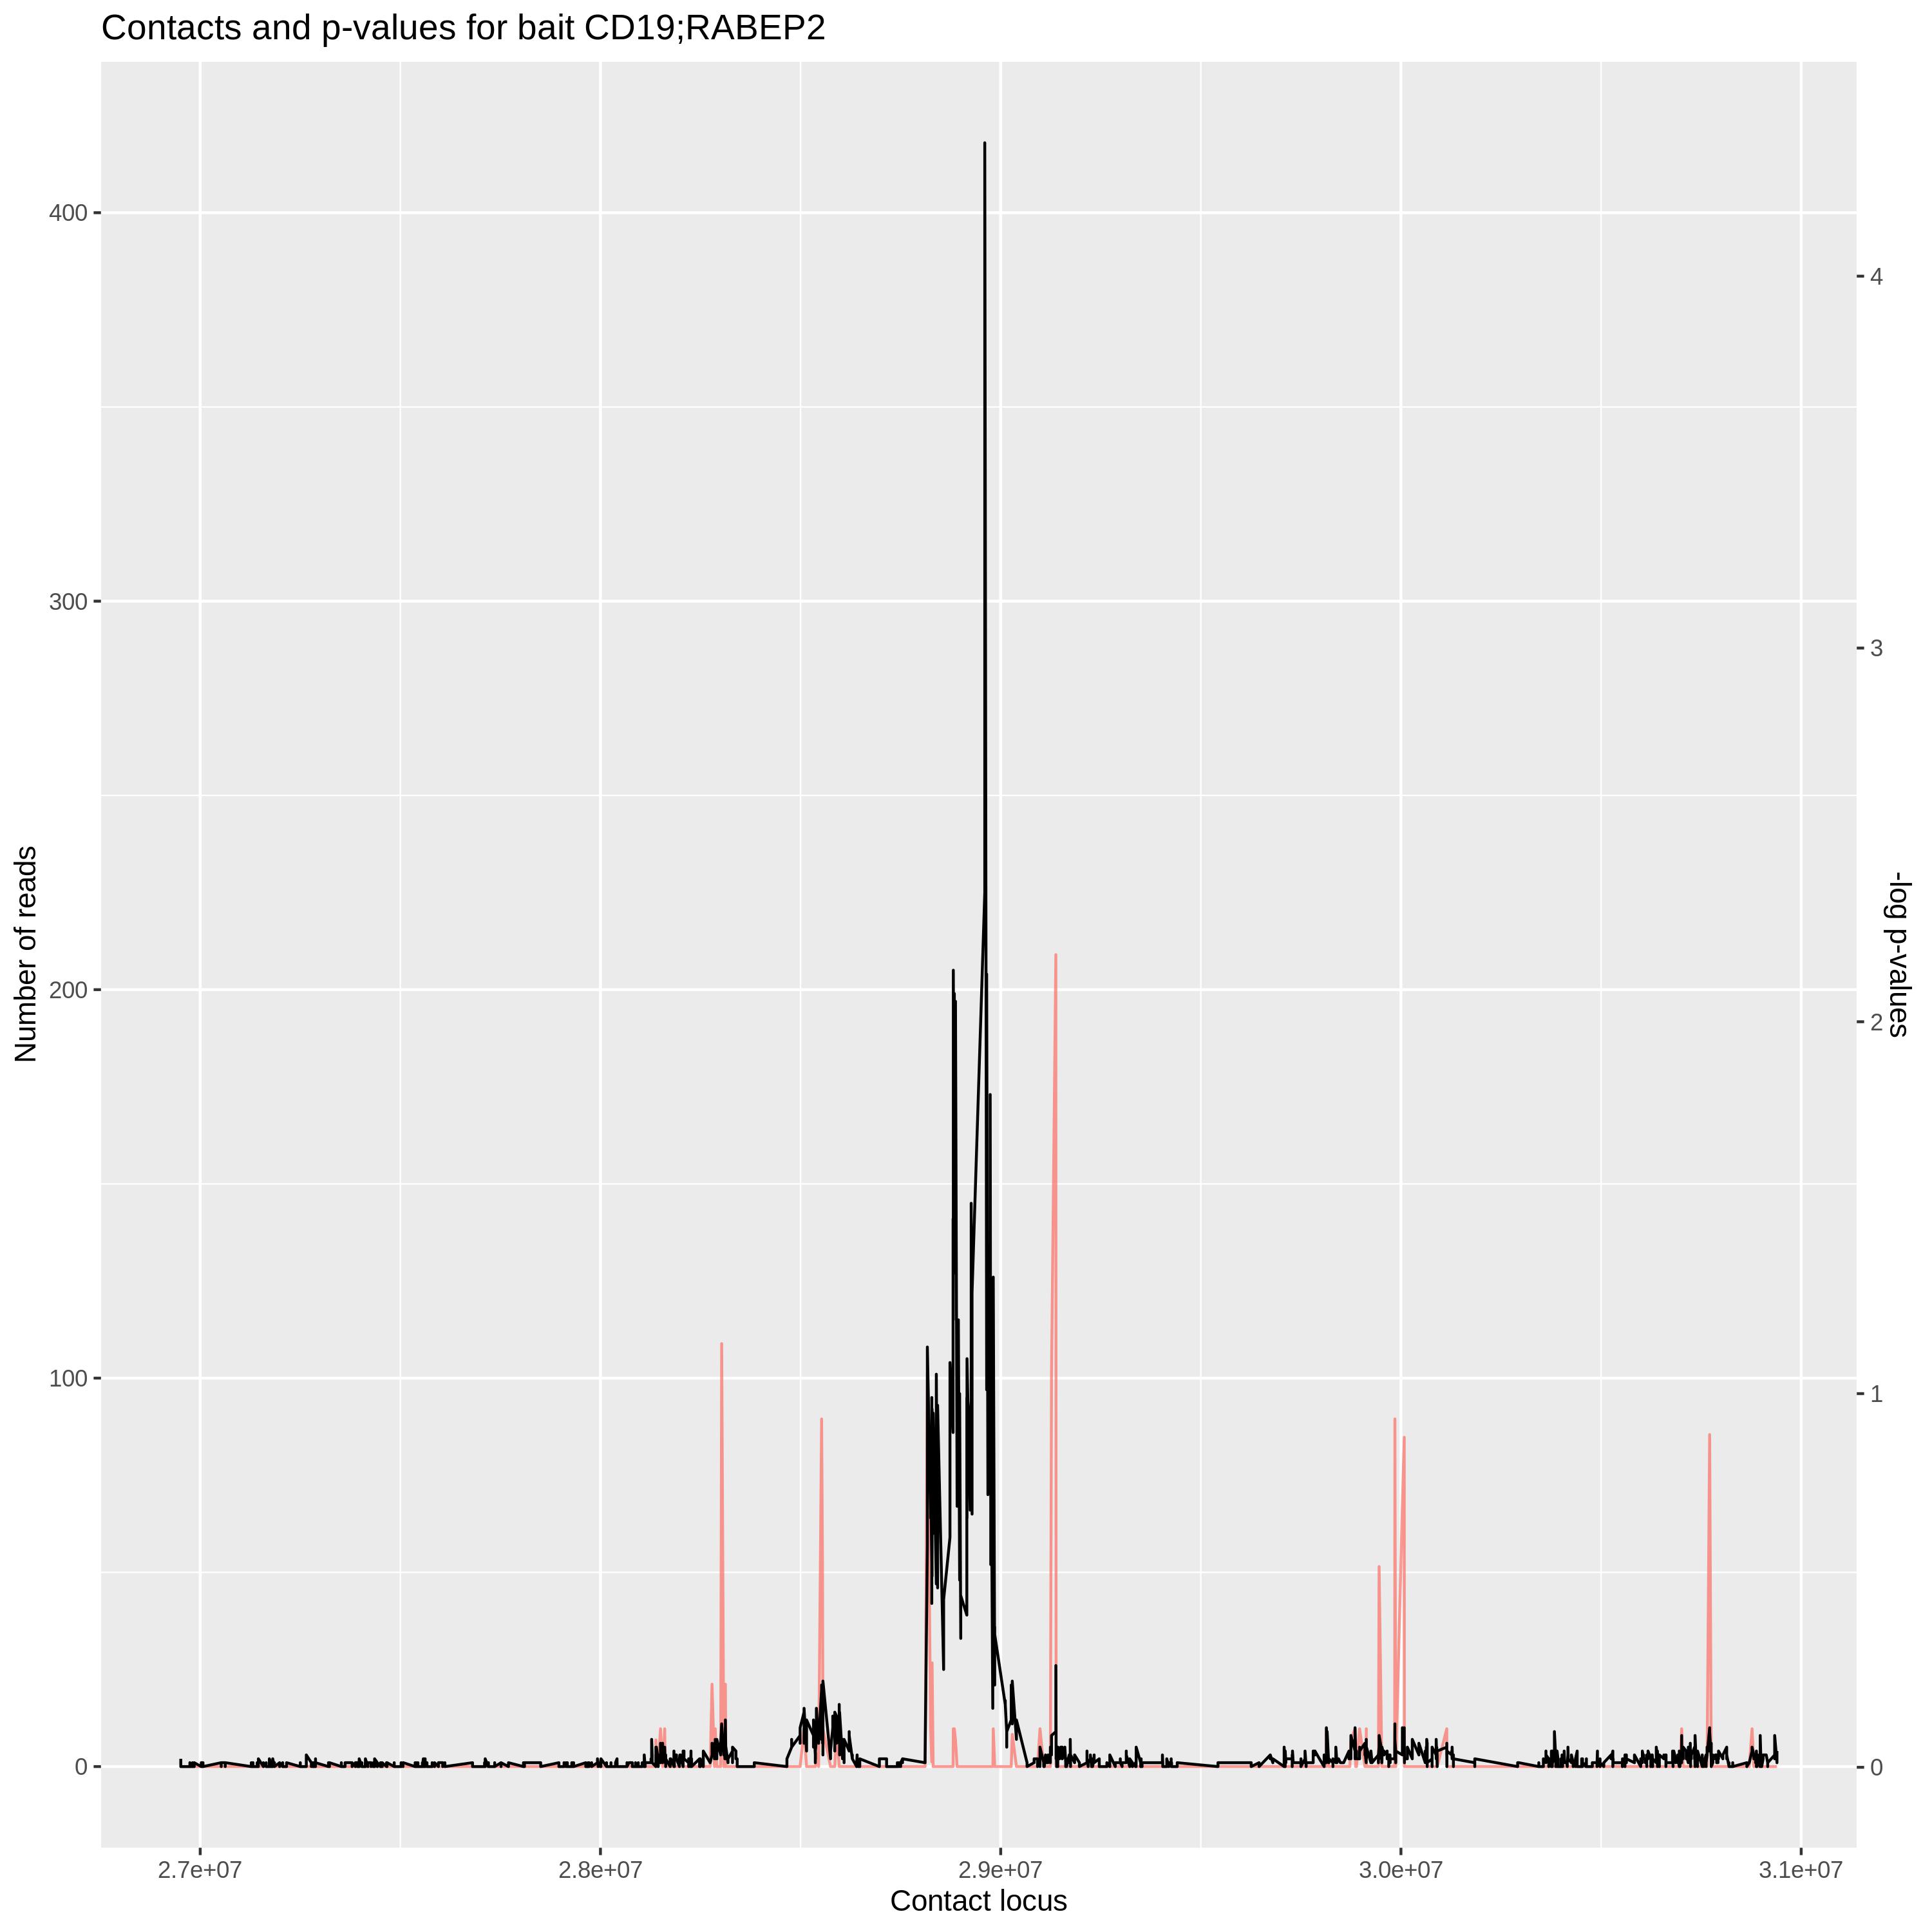 Contacts and p-values for bait CD19;RABEP2
400
300
200
100
0
Number of reads
4
3
2
1
0
-log p-values
2.7e+07
2.8e+07
2.9e+07
3.0e+07
3.1e+07
Contact locus